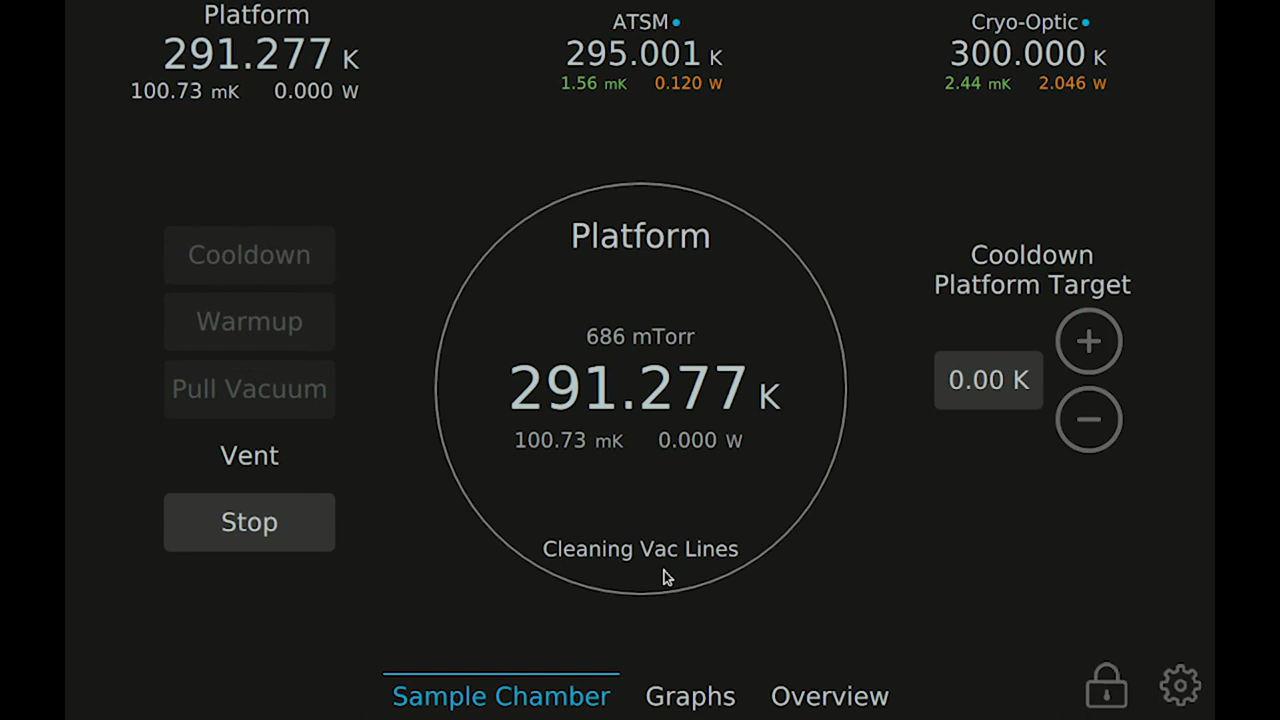 Platform
291.277 K
100.73 mK 0.000 W
ATSM
295.001 K
1.56 mK 0.120 W
Cryo-Optic
300.000 K
2.44 mK 2.046 W
Cooldown
Warmup
Pull Vacuum
Vent
Stop
Platform
686 mTorr
291.277 K
100.73 mK 0.000 W
Cleaning Vac Lines
Cooldown
Platform Target
0.00 K
+
−
Sample Chamber Graphs Overview